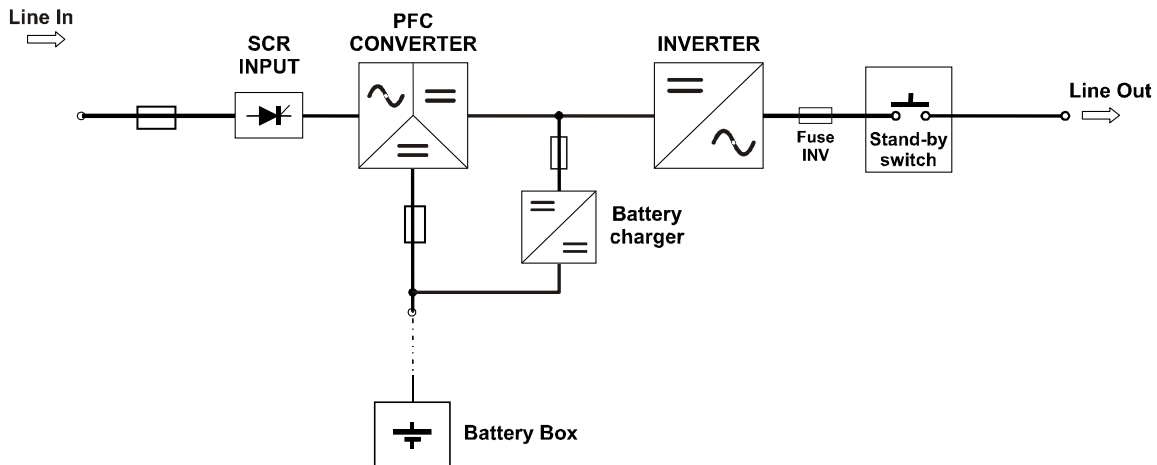 Line In
SCR
INPUT
PFC
CONVERTER
INVERTER
Fuse
INV
Stand-by
switch
Line Out
Battery
charger
Battery Box